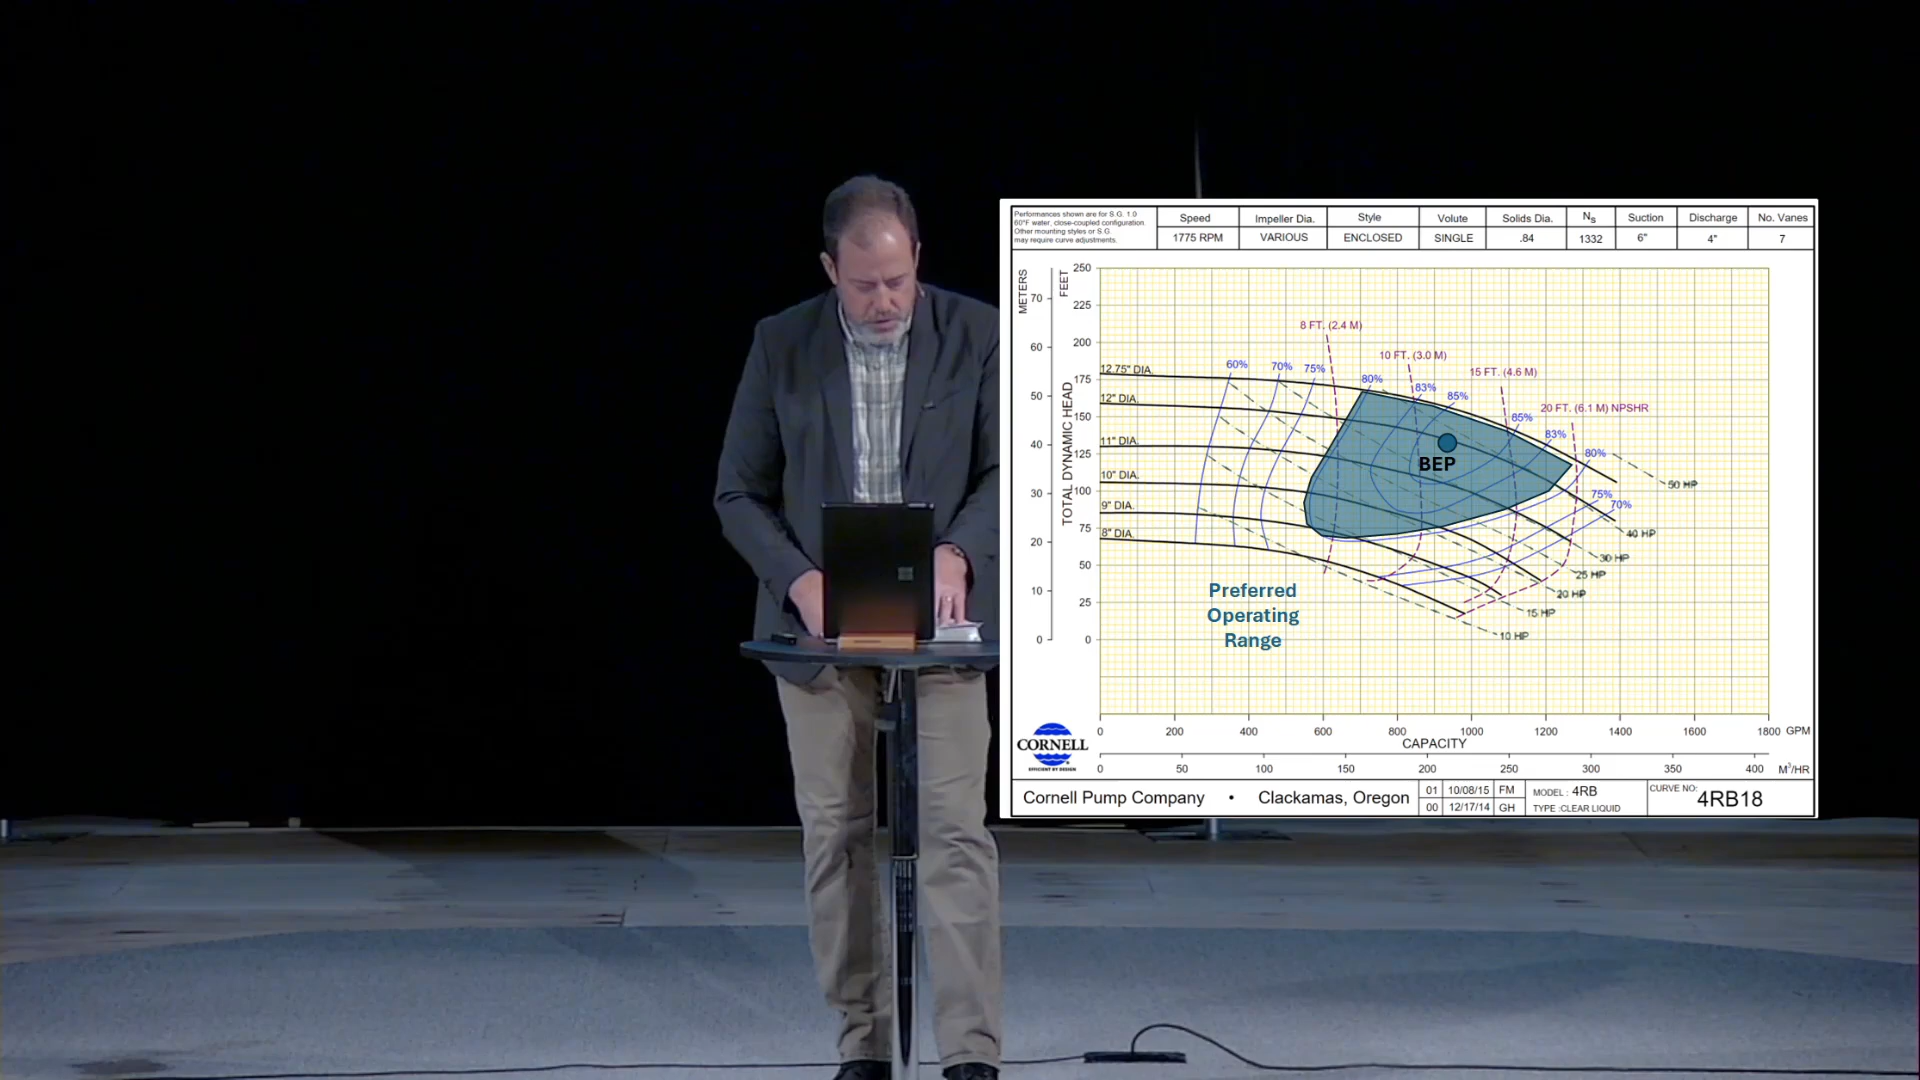 Performances shown are for S.G. 1.0
60°F water, close-coupled configuration.
Other mounting styles or S.G.
may require curve adjustments.
Speed
1775 RPM
Impeller Dia.
VARIOUS
Style
ENCLOSED
Volute
SINGLE
Solids Dia.
.84
Ns
1332
Suction
6"
Discharge
4"
No. Vanes
7
METERS
70
60
50
40
30
20
10
0
FEET
TOTAL DYNAMIC HEAD
250
225
200
175
150
125
100
75
50
25
0
8 FT. (2.4 M)
10 FT. (3.0 M)
15 FT. (4.6 M)
20 FT. (6.1 M) NPSHR
12.75" DIA.
12" DIA.
11" DIA.
10" DIA.
9" DIA.
8" DIA.
60%
70%
75%
80%
83%
85%
85%
83%
80%
75%
70%
BEP
50 HP
40 HP
30 HP
25 HP
20 HP
15 HP
10 HP
Preferred
Operating
Range
0 200 400 600 800 1000 1200 1400 1600 1800 GPM
CAPACITY
0 50 100 150 200 250 300 350 400 M³/HR
CORNELL
EFFICIENT BY DESIGN
Cornell Pump Company • Clackamas, Oregon
01 10/08/15 FM
00 12/17/14 GH
MODEL : 4RB
TYPE :CLEAR LIQUID
CURVE NO:
4RB18